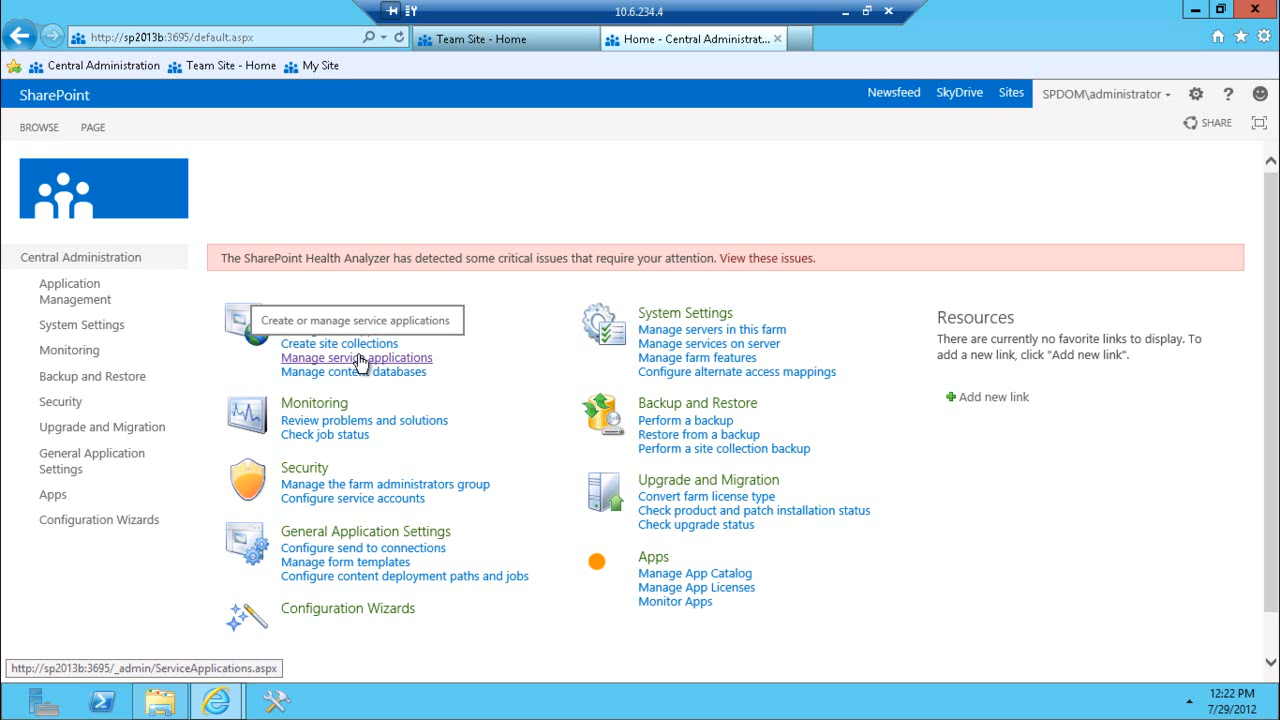 10.6.234.4
http://sp2013b:3695/default.aspx
Team Site - Home
Home - Central Administrat...
Central Administration
Team Site - Home
My Site
SharePoint
Newsfeed
SkyDrive
Sites
SPDOM\administrator
BROWSE
PAGE
SHARE
Central Administration
Application
Management
System Settings
Monitoring
Backup and Restore
Security
Upgrade and Migration
General Application
Settings
Apps
Configuration Wizards
The SharePoint Health Analyzer has detected some critical issues that require your attention. View these issues.
Create or manage service applications
Create site collections
Manage service applications
Manage content databases
Monitoring
Review problems and solutions
Check job status
Security
Manage the farm administrators group
Configure service accounts
General Application Settings
Configure send to connections
Manage form templates
Configure content deployment paths and jobs
Configuration Wizards
System Settings
Manage servers in this farm
Manage services on server
Manage farm features
Configure alternate access mappings
Backup and Restore
Perform a backup
Restore from a backup
Perform a site collection backup
Upgrade and Migration
Convert farm license type
Check product and patch installation status
Check upgrade status
Apps
Manage App Catalog
Manage App Licenses
Monitor Apps
Resources
There are currently no favorite links to display. To
add a new link, click "Add new link".
Add new link
http://sp2013b:3695/_admin/ServiceApplications.aspx
12:22 PM
7/29/2012